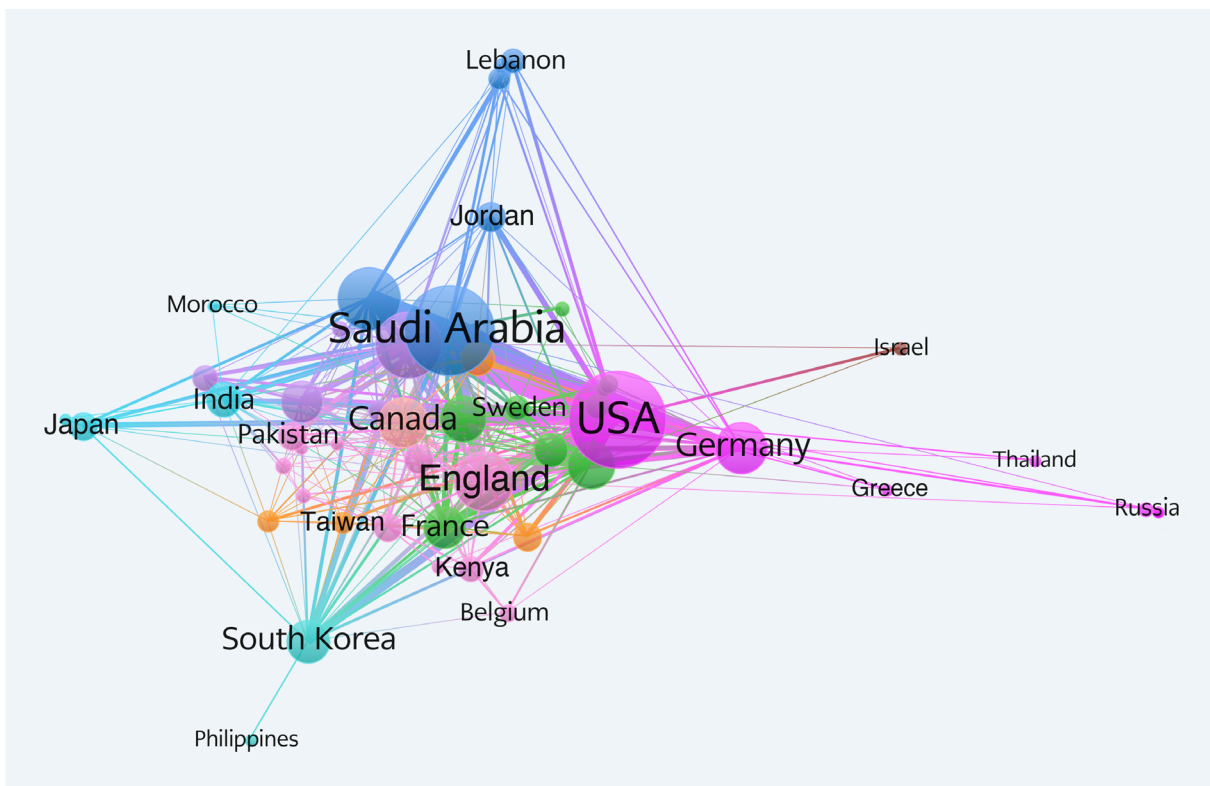 Lebanon
Jordan
Morocco
Saudi Arabia
Israel
India
Sweden
Canada
USA
Japan
Pakistan
Germany
Thailand
England
Greece
Russia
Taiwan
France
Kenya
Belgium
South Korea
Philippines